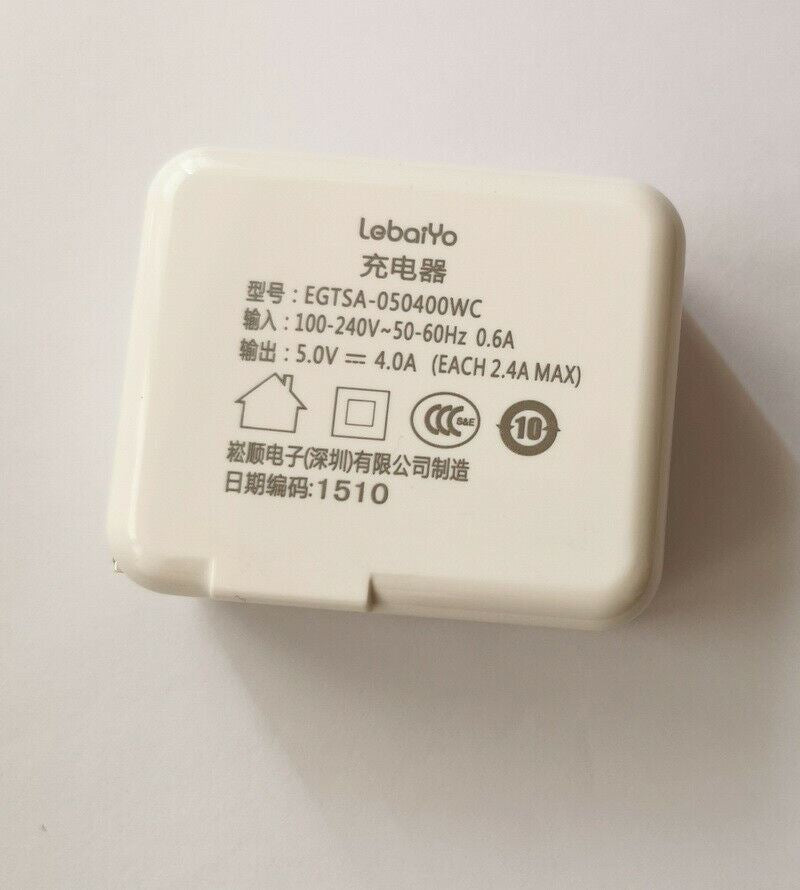 LebaiYo
充电器
型号：EGTSA-050400WC
输入：100-240V~50-60Hz 0.6A
输出：5.0V ⎓ 4.0A (EACH 2.4A MAX)
CCC S&E 10
崧顺电子(深圳)有限公司制造
日期编码:1510